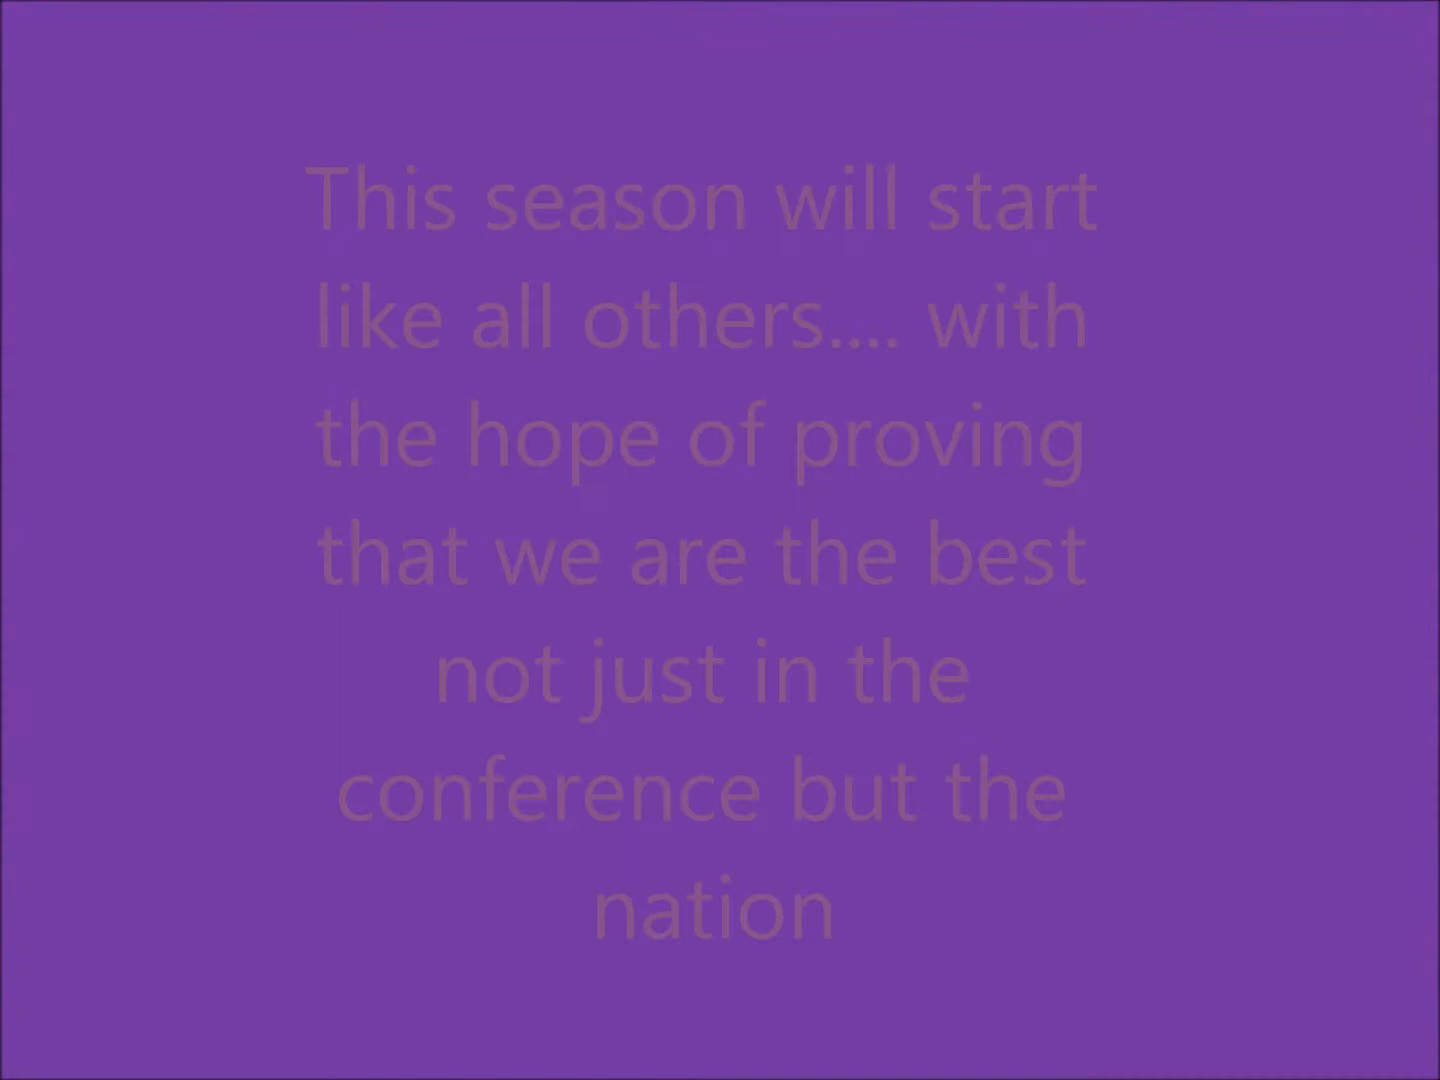 This season will start
like all others.... with
the hope of proving
that we are the best
not just in the
conference but the
nation